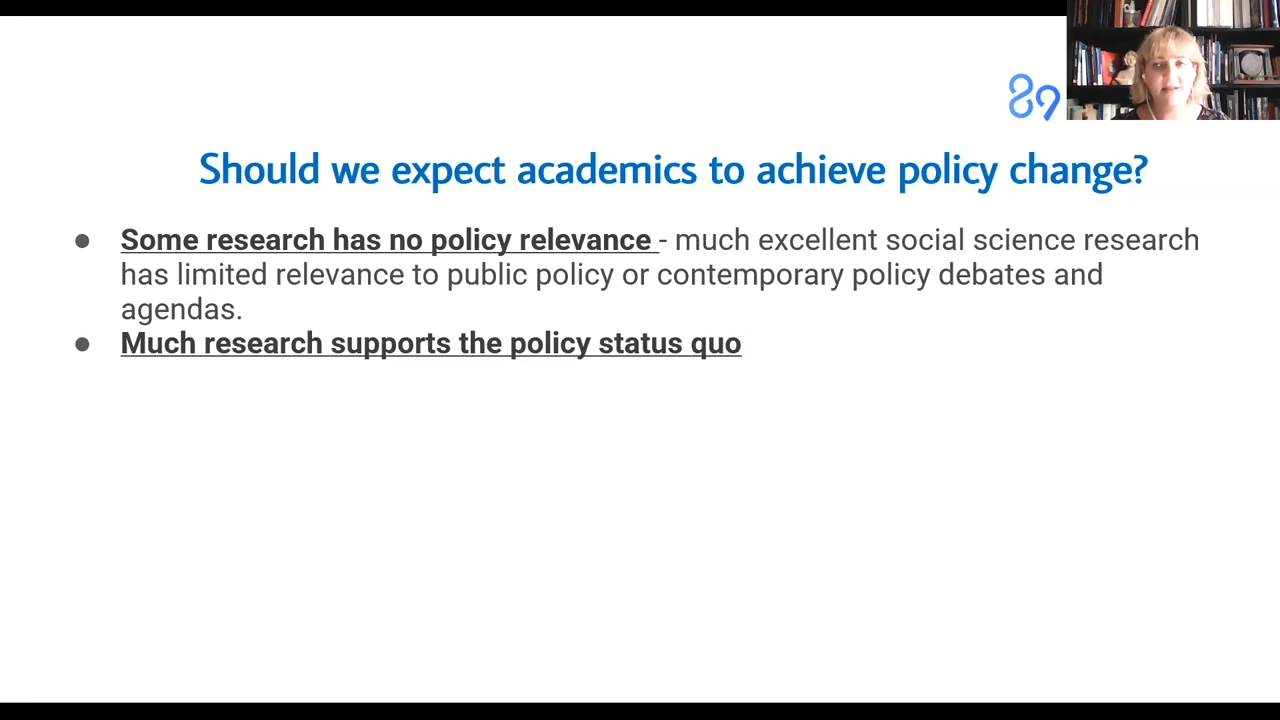 89
Should we expect academics to achieve policy change?
● Some research has no policy relevance - much excellent social science research
has limited relevance to public policy or contemporary policy debates and
agendas.
● Much research supports the policy status quo